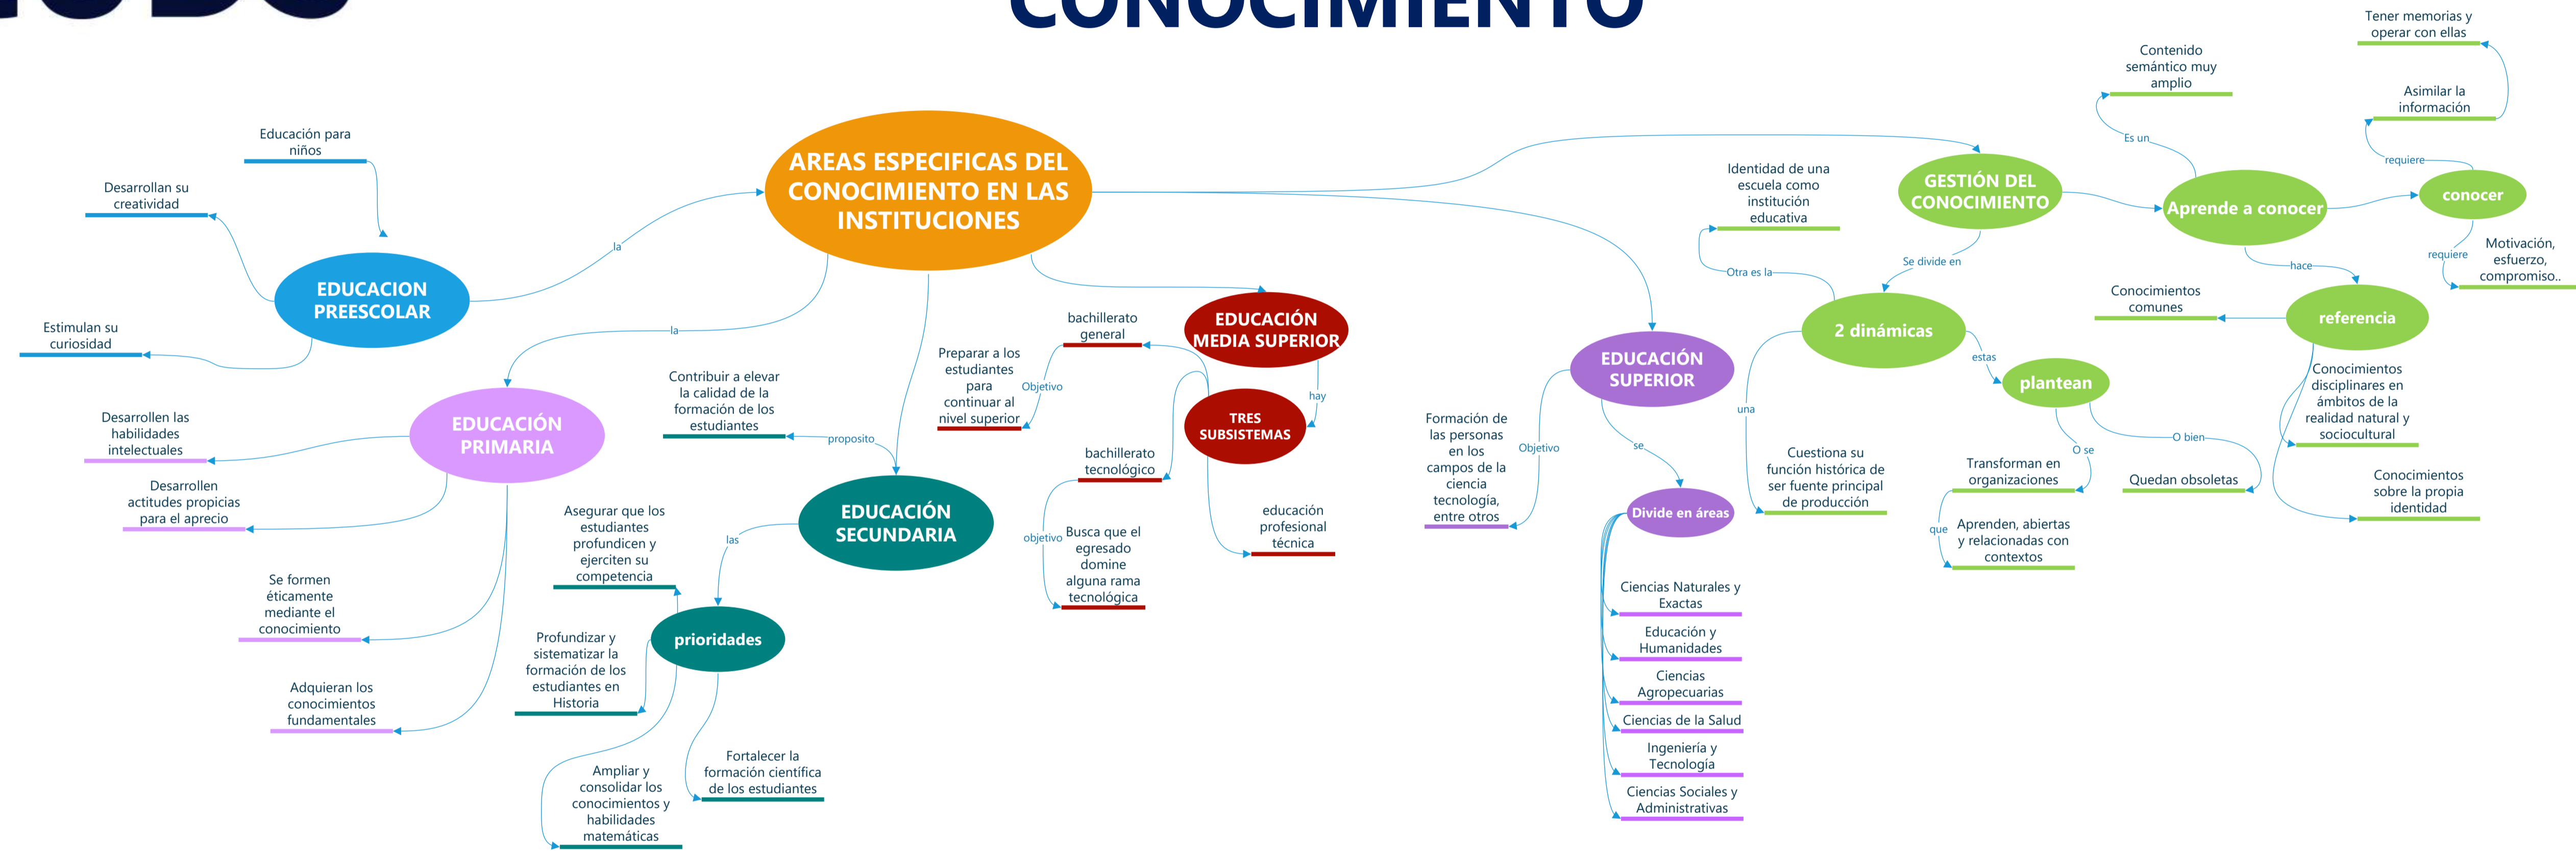 CONOCIMIENTO
Tener memorias y
operar con ellas
Contenido
semántico muy
amplio
Asimilar la
información
Es un
requiere
Educación para
niños
Desarrollan su
creatividad
AREAS ESPECIFICAS DEL
CONOCIMIENTO EN LAS
INSTITUCIONES
la
EDUCACION
PREESCOLAR
Estimulan su
curiosidad
la
EDUCACIÓN
PRIMARIA
Desarrollen las
habilidades
intelectuales
Desarrollen
actitudes propicias
para el aprecio
Se formen
éticamente
mediante el
conocimiento
Adquieran los
conocimientos
fundamentales
Contribuir a elevar
la calidad de la
formación de los
estudiantes
proposito
EDUCACIÓN
SECUNDARIA
las
prioridades
Asegurar que los
estudiantes
profundicen y
ejerciten su
competencia
Profundizar y
sistematizar la
formación de los
estudiantes en
Historia
Ampliar y
consolidar los
conocimientos y
habilidades
matemáticas
Fortalecer la
formación científica
de los estudiantes
EDUCACIÓN
MEDIA SUPERIOR
hay
TRES
SUBSISTEMAS
bachillerato
general
Objetivo
Preparar a los
estudiantes
para
continuar al
nivel superior
bachillerato
tecnológico
objetivo
Busca que el
egresado
domine
alguna rama
tecnológica
educación
profesional
técnica
EDUCACIÓN
SUPERIOR
Objetivo
Formación de
las personas
en los
campos de la
ciencia
tecnología,
entre otros
se
Divide en áreas
Ciencias Naturales y
Exactas
Educación y
Humanidades
Ciencias
Agropecuarias
Ciencias de la Salud
Ingeniería y
Tecnología
Ciencias Sociales y
Administrativas
GESTIÓN DEL
CONOCIMIENTO
Se divide en
2 dinámicas
Otra es la
Identidad de una
escuela como
institución
educativa
una
Cuestiona su
función histórica de
ser fuente principal
de producción
estas
plantean
O se
Transforman en
organizaciones
que
Aprenden, abiertas
y relacionadas con
contextos
O bien
Quedan obsoletas
Aprende a conocer
conocer
requiere
Motivación,
esfuerzo,
compromiso..
hace
referencia
Conocimientos
comunes
Conocimientos
disciplinares en
ámbitos de la
realidad natural y
sociocultural
Conocimientos
sobre la propia
identidad